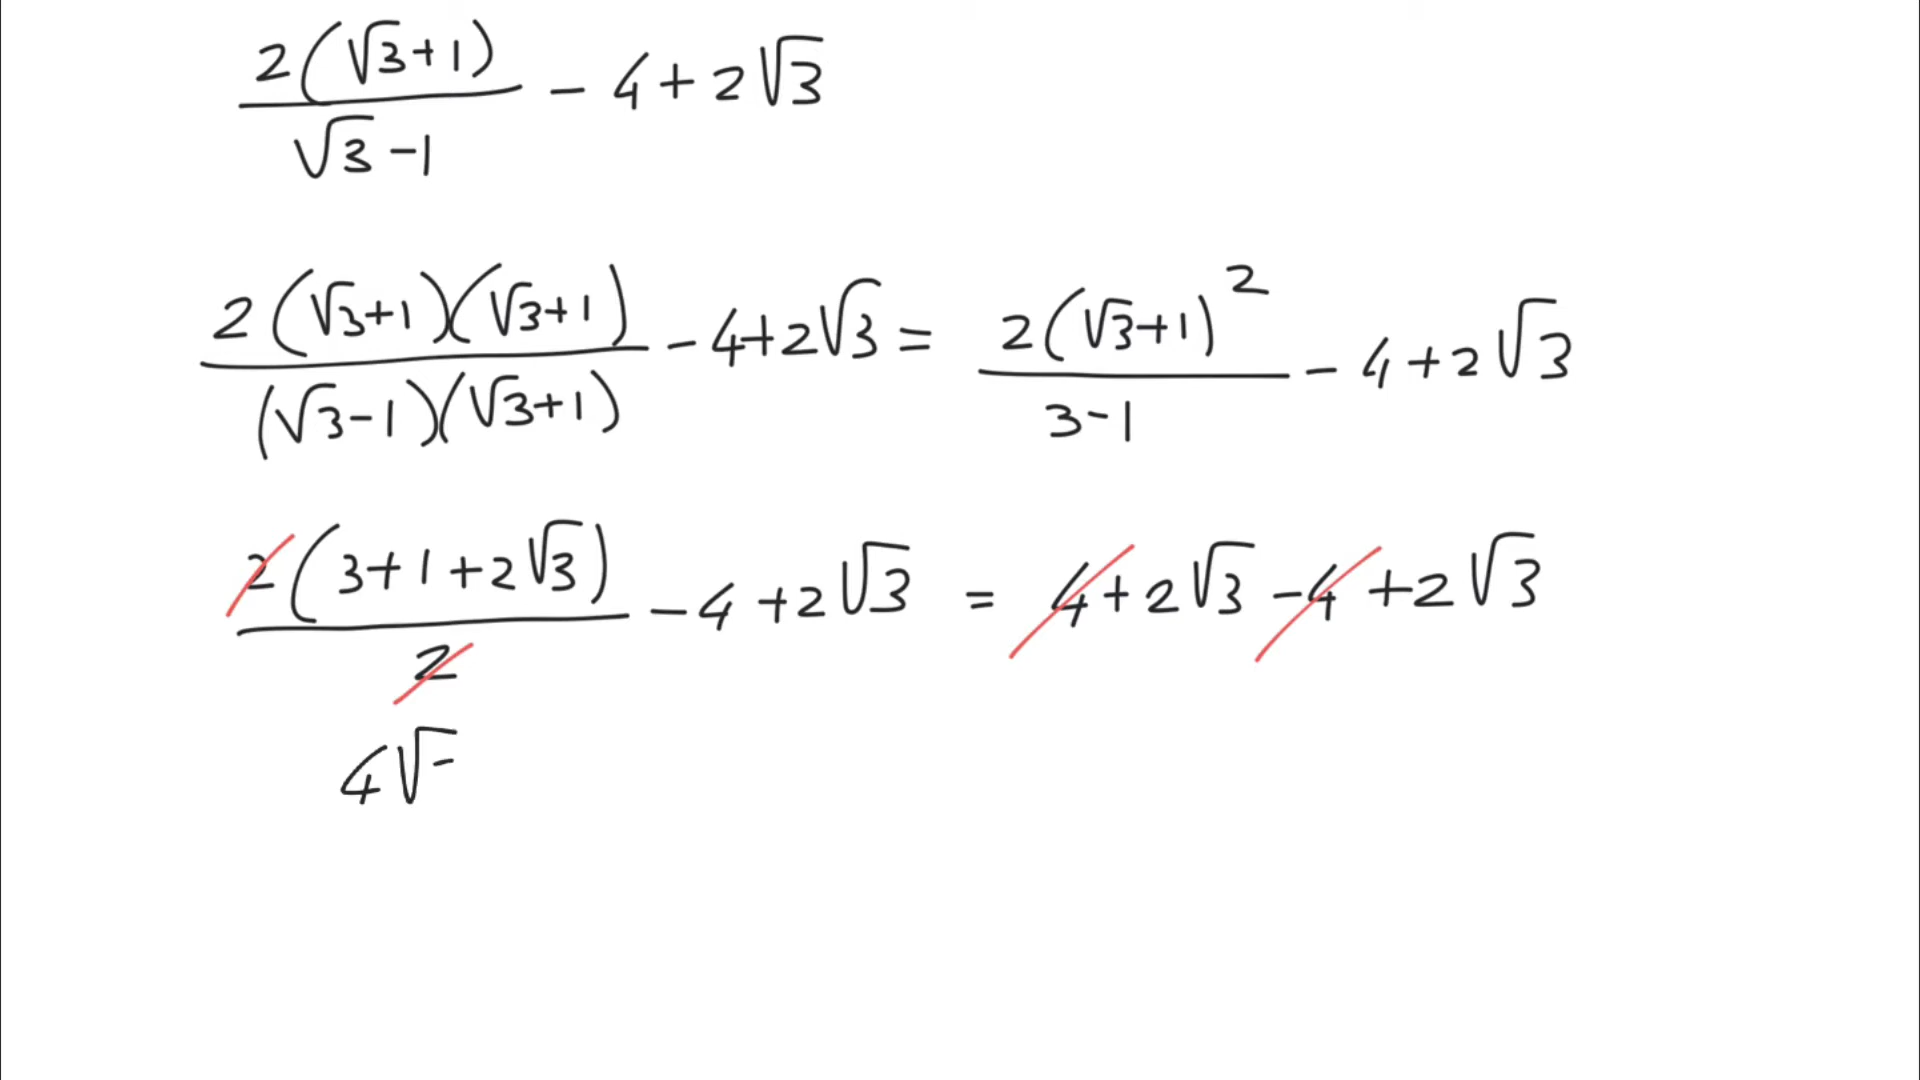 2(√3+1)/√3-1 - 4 + 2√3
2(√3+1)(√3+1)/(√3-1)(√3+1) - 4 + 2√3 = 2(√3+1)²/3-1 - 4 + 2√3
2(3+1+2√3)/2 - 4 + 2√3 = 4 + 2√3 - 4 + 2√3
4√